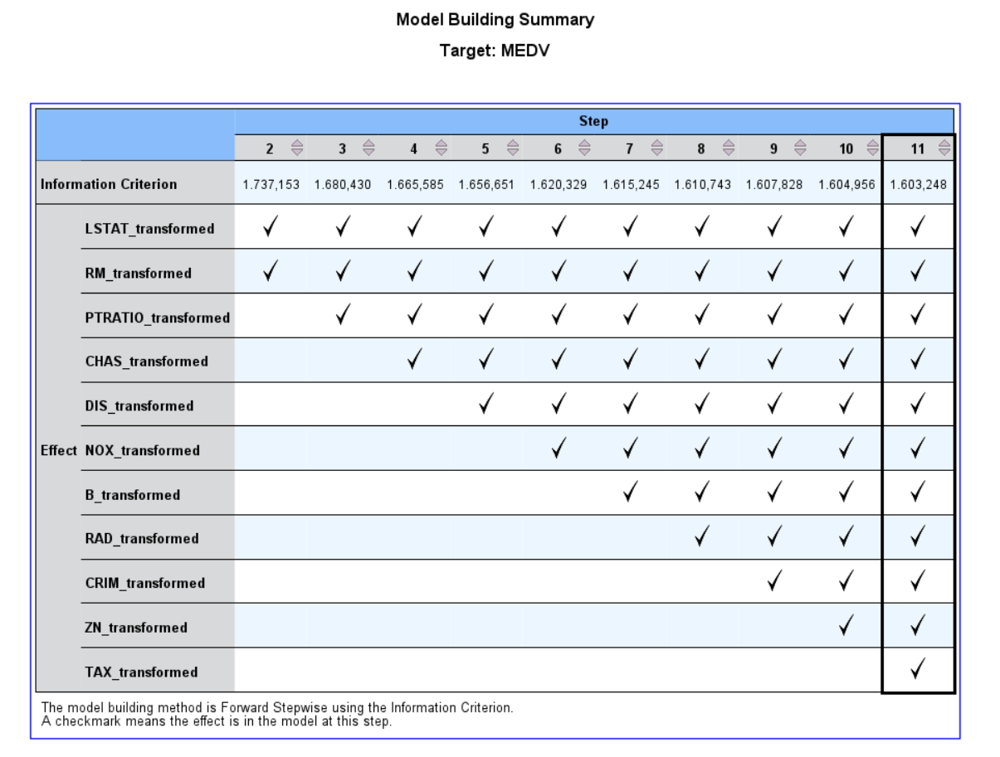 Model Building Summary
Target: MEDV
Step
2 3 4 5 6 7 8 9 10 11
Information Criterion 1.737,153 1.680,430 1.665,585 1.656,651 1.620,329 1.615,245 1.610,743 1.607,828 1.604,956 1.603,248
LSTAT_transformed ✓ ✓ ✓ ✓ ✓ ✓ ✓ ✓ ✓ ✓
RM_transformed ✓ ✓ ✓ ✓ ✓ ✓ ✓ ✓ ✓ ✓
PTRATIO_transformed ✓ ✓ ✓ ✓ ✓ ✓ ✓ ✓ ✓
CHAS_transformed ✓ ✓ ✓ ✓ ✓ ✓ ✓ ✓
DIS_transformed ✓ ✓ ✓ ✓ ✓ ✓ ✓
Effect NOX_transformed ✓ ✓ ✓ ✓ ✓ ✓
B_transformed ✓ ✓ ✓ ✓ ✓
RAD_transformed ✓ ✓ ✓ ✓
CRIM_transformed ✓ ✓ ✓
ZN_transformed ✓ ✓
TAX_transformed ✓
The model building method is Forward Stepwise using the Information Criterion.
A checkmark means the effect is in the model at this step.